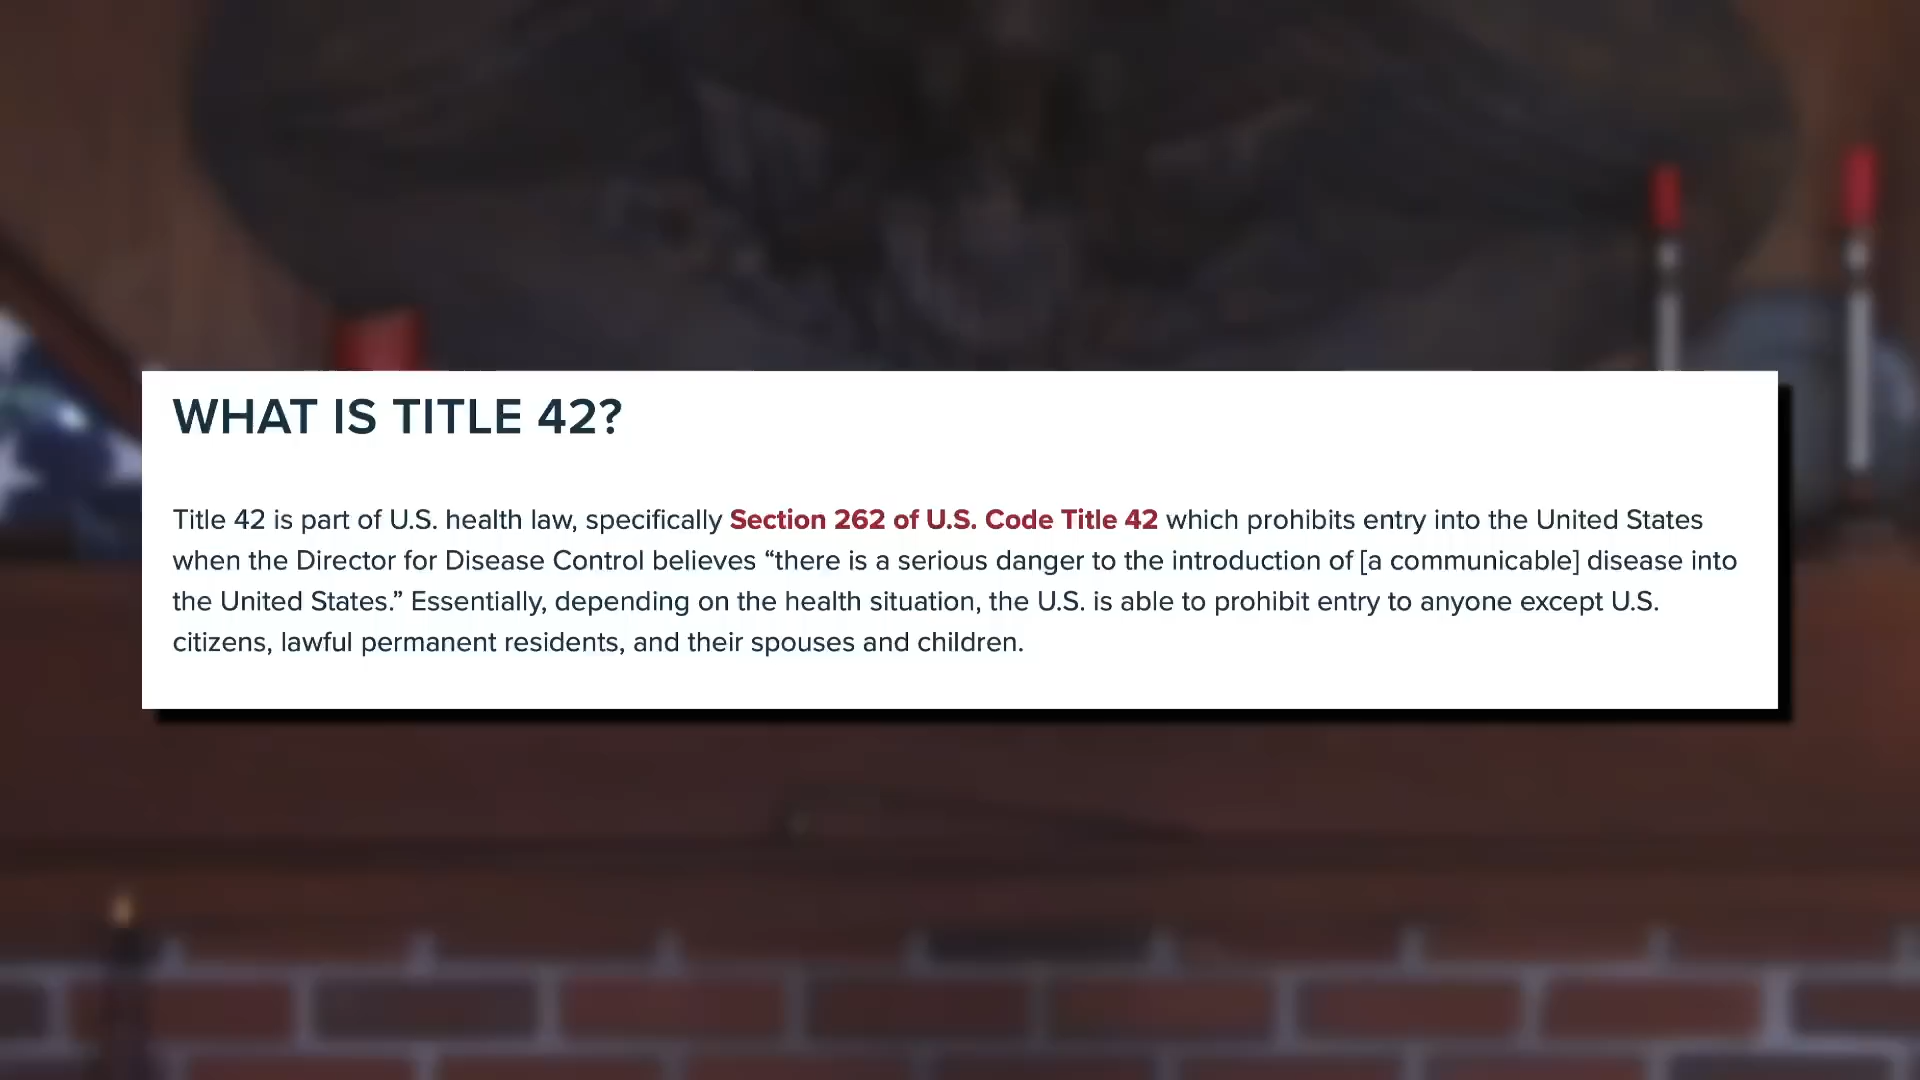 WHAT IS TITLE 42?
Title 42 is part of U.S. health law, specifically Section 262 of U.S. Code Title 42 which prohibits entry into the United States
when the Director for Disease Control believes “there is a serious danger to the introduction of [a communicable] disease into
the United States.” Essentially, depending on the health situation, the U.S. is able to prohibit entry to anyone except U.S.
citizens, lawful permanent residents, and their spouses and children.